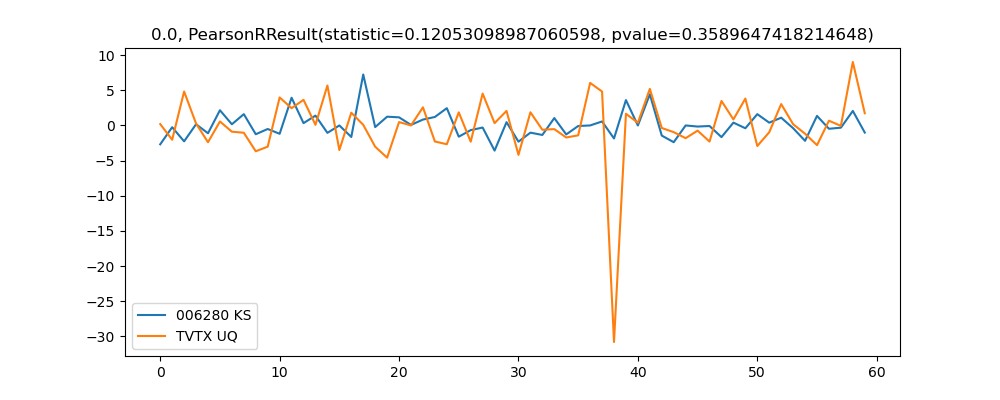 0.0, PearsonRResult(statistic=0.12053098987060598, pvalue=0.3589647418214648)
10
5
0
−5
−10
−15
−20
−25
−30
006280 KS
TVTX UQ
0 10 20 30 40 50 60